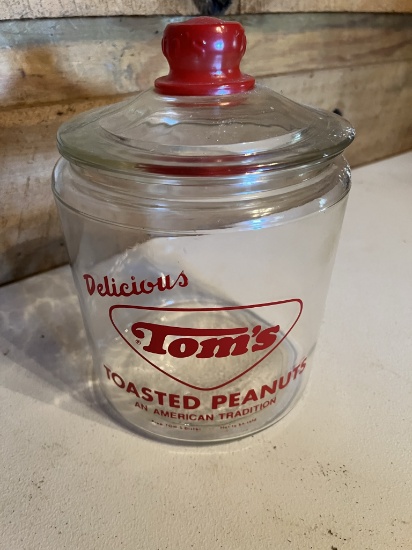 Delicious
Tom's
®
TOASTED PEANUTS
AN AMERICAN TRADITION